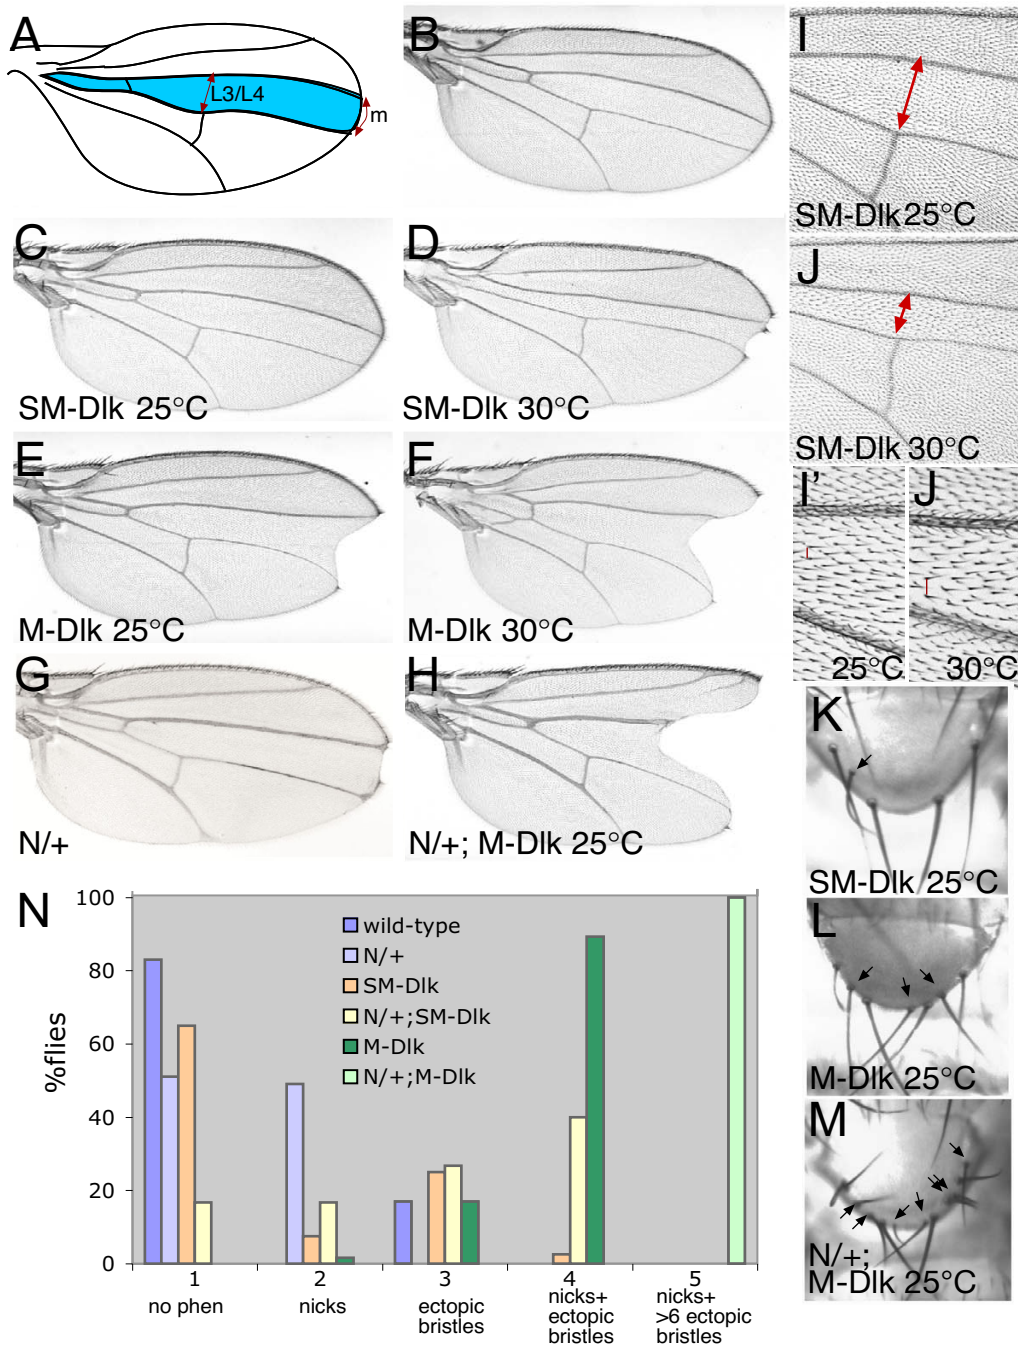 A
L3/L4
m
B
C
SM-Dlk 25°C
D
SM-Dlk 30°C
E
M-Dlk 25°C
F
M-Dlk 30°C
G
N/+
H
N/+; M-Dlk 25°C
I
SM-Dlk 25°C
J
SM-Dlk 30°C
I'
25°C
J
30°C
K
SM-Dlk 25°C
L
M-Dlk 25°C
M
N/+;
M-Dlk 25°C
N
%flies
100
80
60
40
20
0
wild-type
N/+
SM-Dlk
N/+;SM-Dlk
M-Dlk
N/+;M-Dlk
1
no phen
2
nicks
3
ectopic
bristles
4
nicks+
ectopic
bristles
5
nicks+
>6 ectopic
bristles